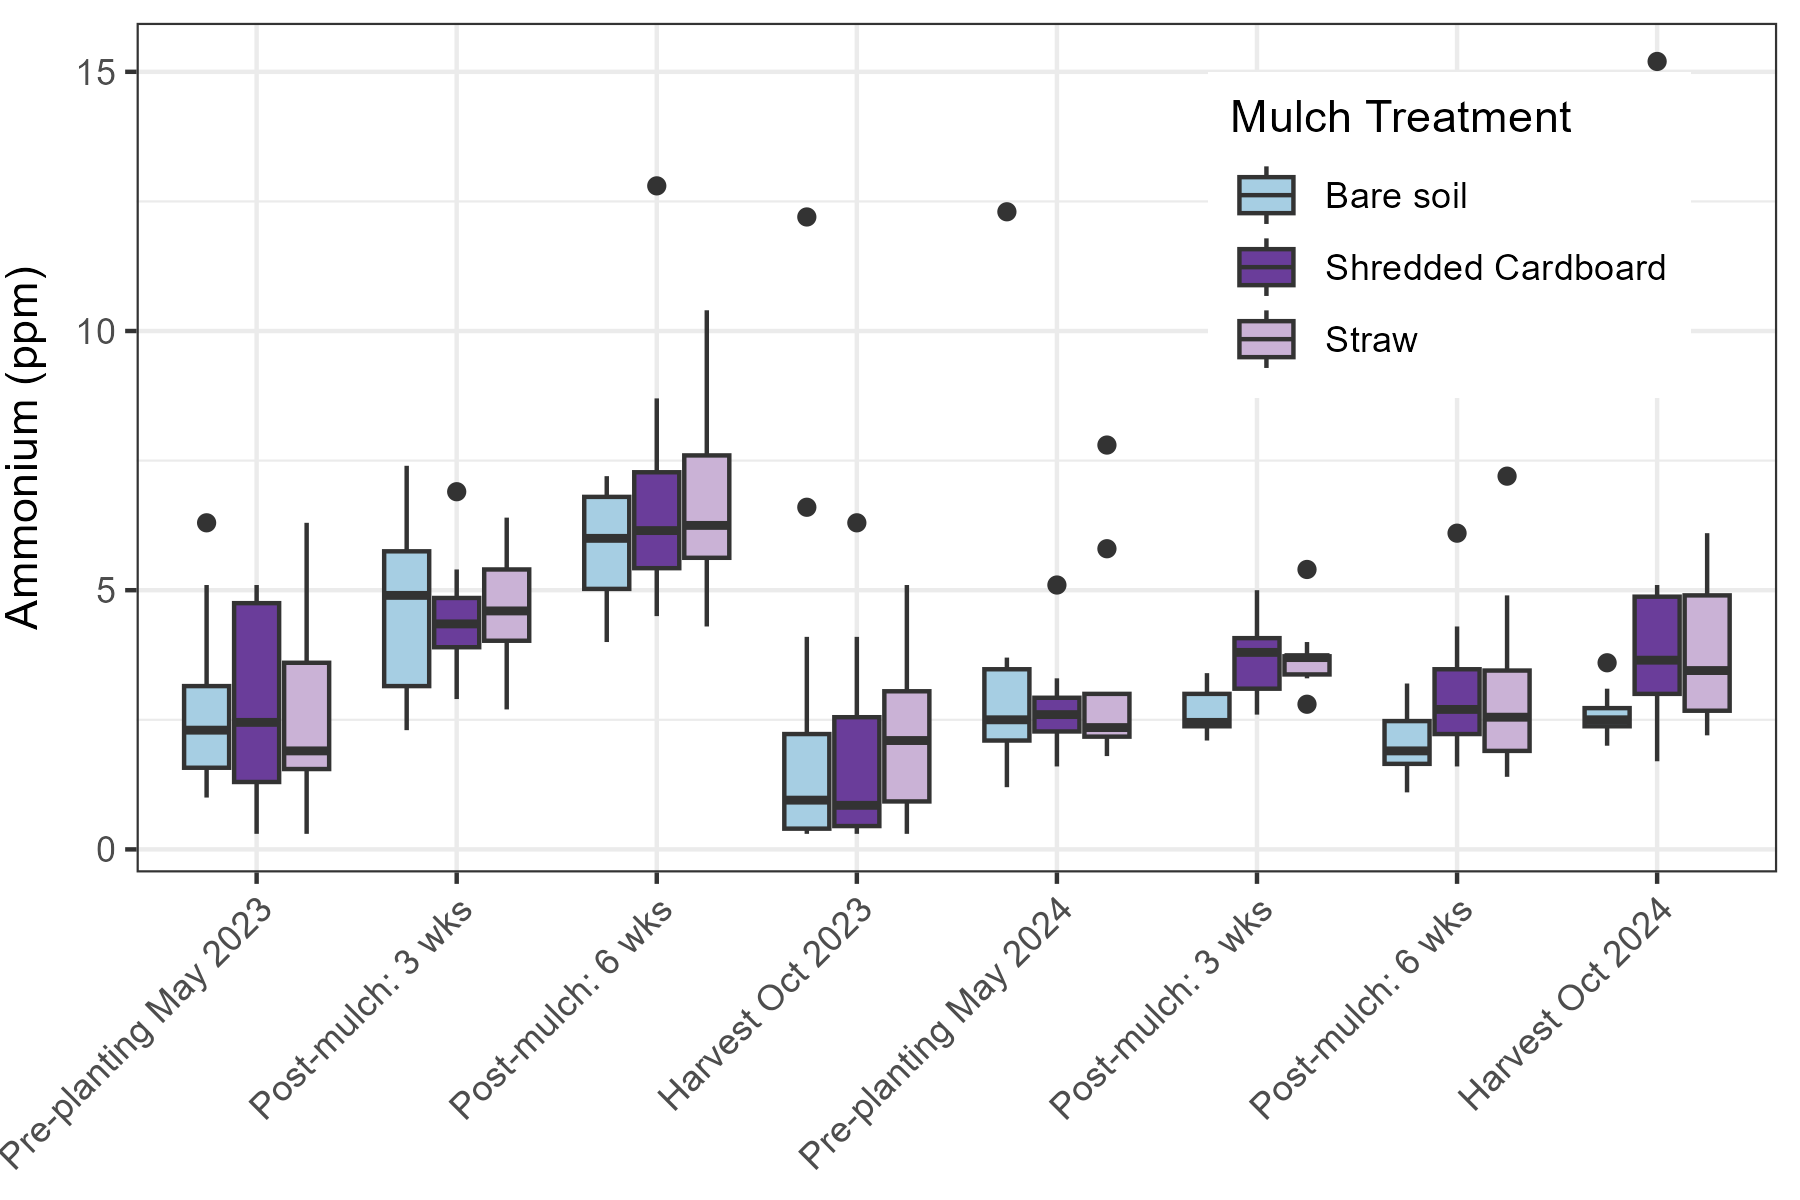 Ammonium (ppm)
15
10
5
0
Mulch Treatment
Bare soil
Shredded Cardboard
Straw
Pre-planting May 2023
Post-mulch: 3 wks
Post-mulch: 6 wks
Harvest Oct 2023
Pre-planting May 2024
Post-mulch: 3 wks
Post-mulch: 6 wks
Harvest Oct 2024